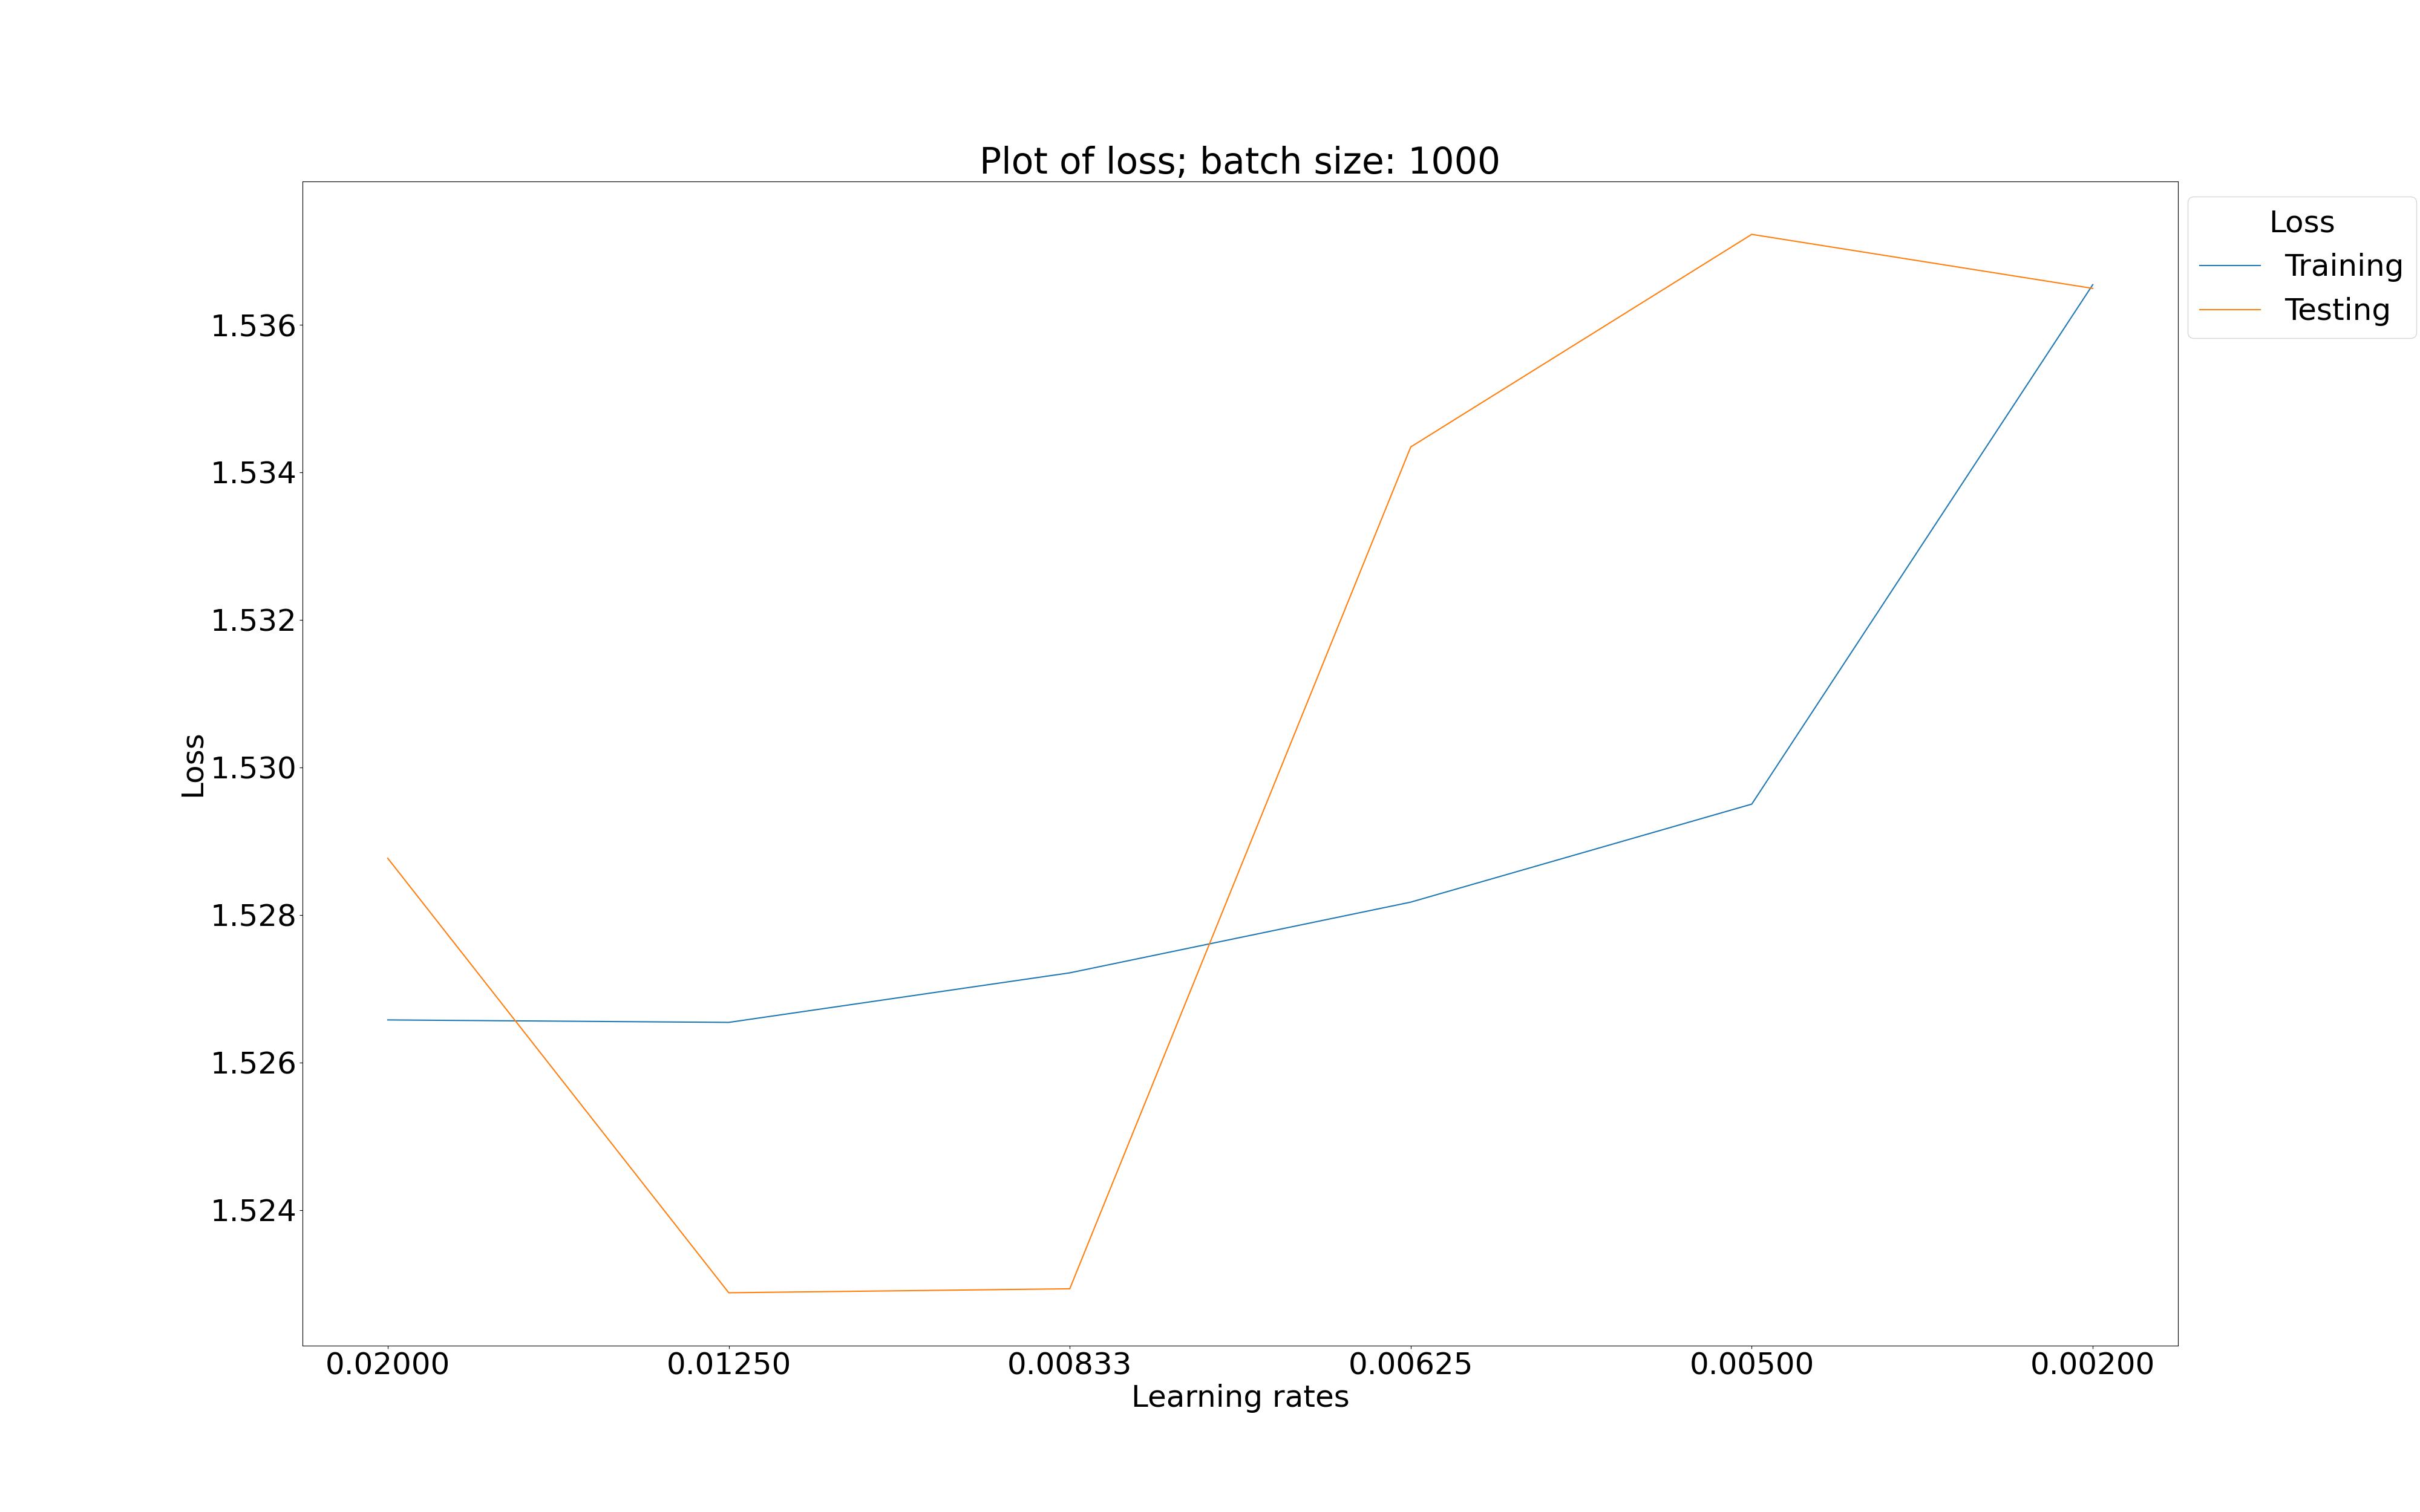 Plot of loss; batch size: 1000
Loss
Training
Testing
1.536
1.534
1.532
1.530
1.528
1.526
1.524
Loss
0.02000 0.01250 0.00833 0.00625 0.00500 0.00200
Learning rates